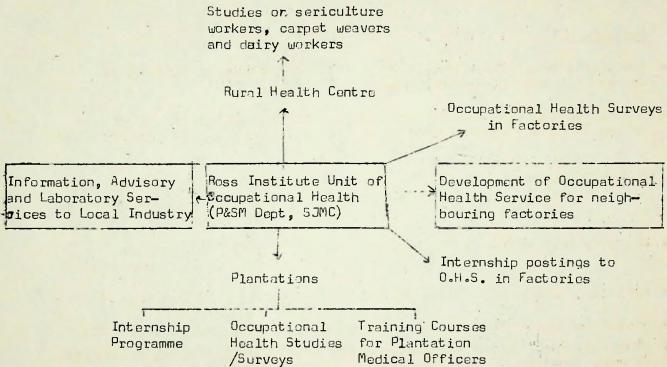 Studies on sericulture
workers, carpet weavers
and dairy workers
Rural Health Centre
Occupational Health Surveys
in Factories
Information, Advisory
and Laboratory Ser-
vices to Local Industry
Ross Institute Unit of
Occupational Health
(P&SM Dept, SJMC)
Development of Occupational
Health Service for neigh-
bouring factories
Internship postings to
O.H.S. in Factories
Plantations
Internship
Programme
Occupational
Health Studies
/Surveys
Training Courses
for Plantation
Medical Officers